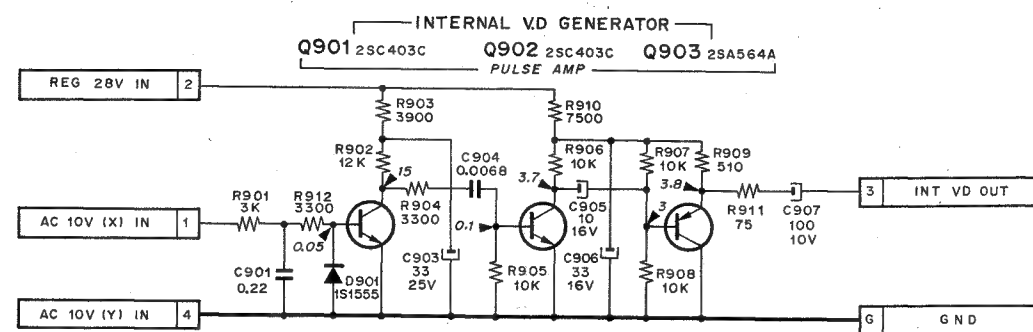 INTERNAL V.D GENERATOR
Q901 2SC403C Q902 2SC403C Q903 2SA564A
PULSE AMP
REG 28V IN 2
R903
3900
R910
7500
R902
12K
15
C904
0.0068
R906
10K
R907
10K
R909
510
3.7
3.8
AC 10V (X) IN 1
R901
3K
R912
3300
0.05
R904
3300
0.1
C905
10
16V
3
R911
75
C907
100
10V
3 INT VD OUT
C901
0.22
D901
1S1555
C903
33
25V
R905
10K
C906
33
16V
R908
10K
AC 10V (Y) IN 4
G GND